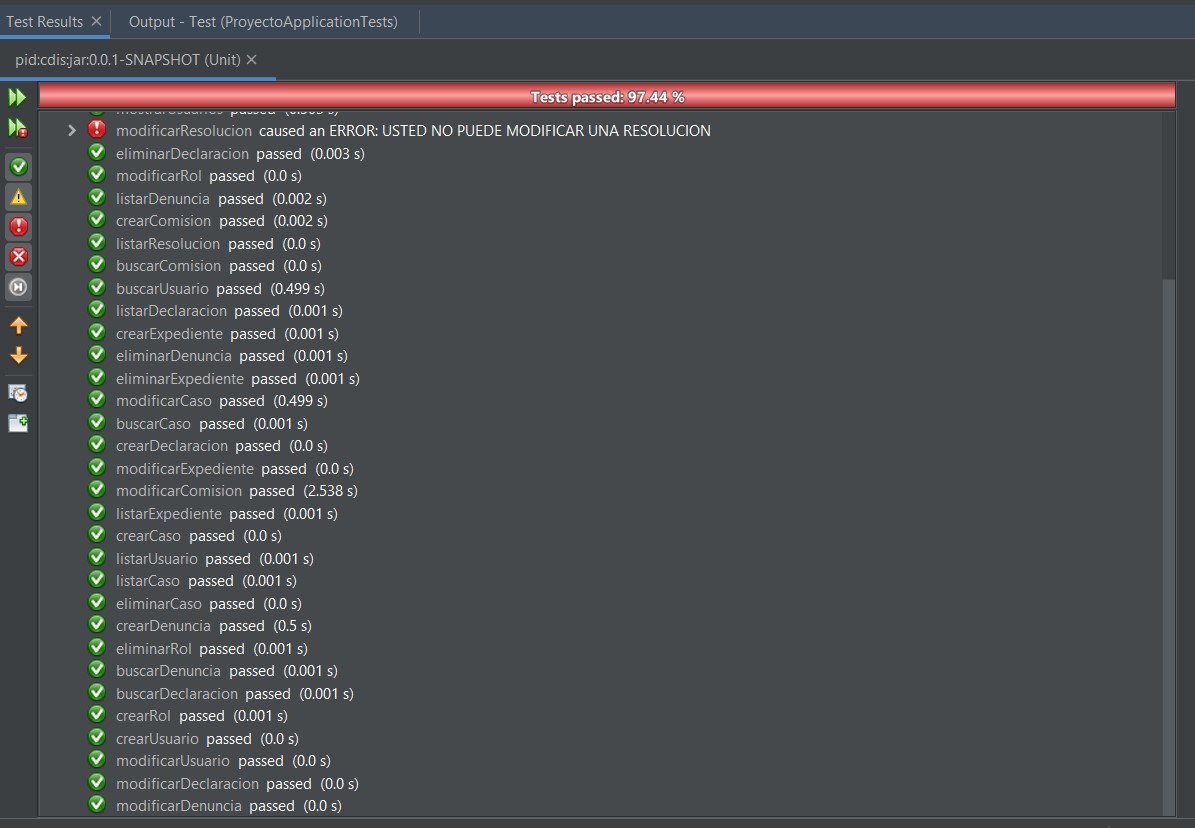 Test Results
Output - Test (ProyectoApplicationTests)
pid:cdis:jar:0.0.1-SNAPSHOT (Unit)
Tests passed: 97.44 %
modificarResolucion caused an ERROR: USTED NO PUEDE MODIFICAR UNA RESOLUCION
eliminarDeclaracion passed (0.003 s)
modificarRol passed (0.0 s)
listarDenuncia passed (0.002 s)
crearComision passed (0.002 s)
listarResolucion passed (0.0 s)
buscarComision passed (0.0 s)
buscarUsuario passed (0.499 s)
listarDeclaracion passed (0.001 s)
crearExpediente passed (0.001 s)
eliminarDenuncia passed (0.001 s)
eliminarExpediente passed (0.001 s)
modificarCaso passed (0.499 s)
buscarCaso passed (0.001 s)
crearDeclaracion passed (0.0 s)
modificarExpediente passed (0.0 s)
modificarComision passed (2.538 s)
listarExpediente passed (0.001 s)
crearCaso passed (0.0 s)
listarUsuario passed (0.001 s)
listarCaso passed (0.001 s)
eliminarCaso passed (0.0 s)
crearDenuncia passed (0.5 s)
eliminarRol passed (0.001 s)
buscarDenuncia passed (0.001 s)
buscarDeclaracion passed (0.001 s)
crearRol passed (0.001 s)
crearUsuario passed (0.0 s)
modificarUsuario passed (0.0 s)
modificarDeclaracion passed (0.0 s)
modificarDenuncia passed (0.0 s)